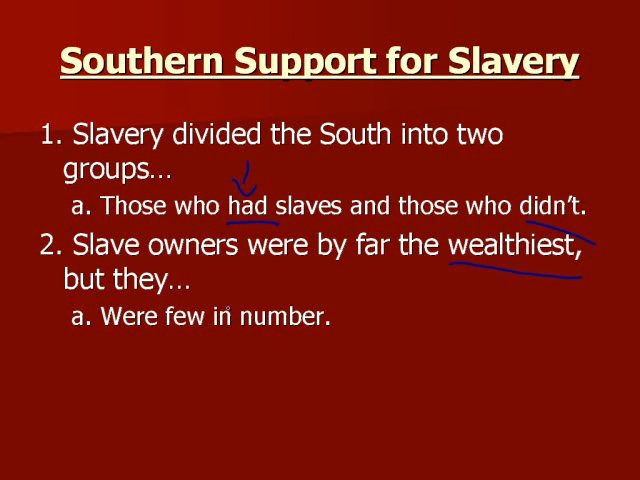 Southern Support for Slavery
1. Slavery divided the South into two
groups…
a. Those who had slaves and those who didn't.
2. Slave owners were by far the wealthiest,
but they…
a. Were few in number.